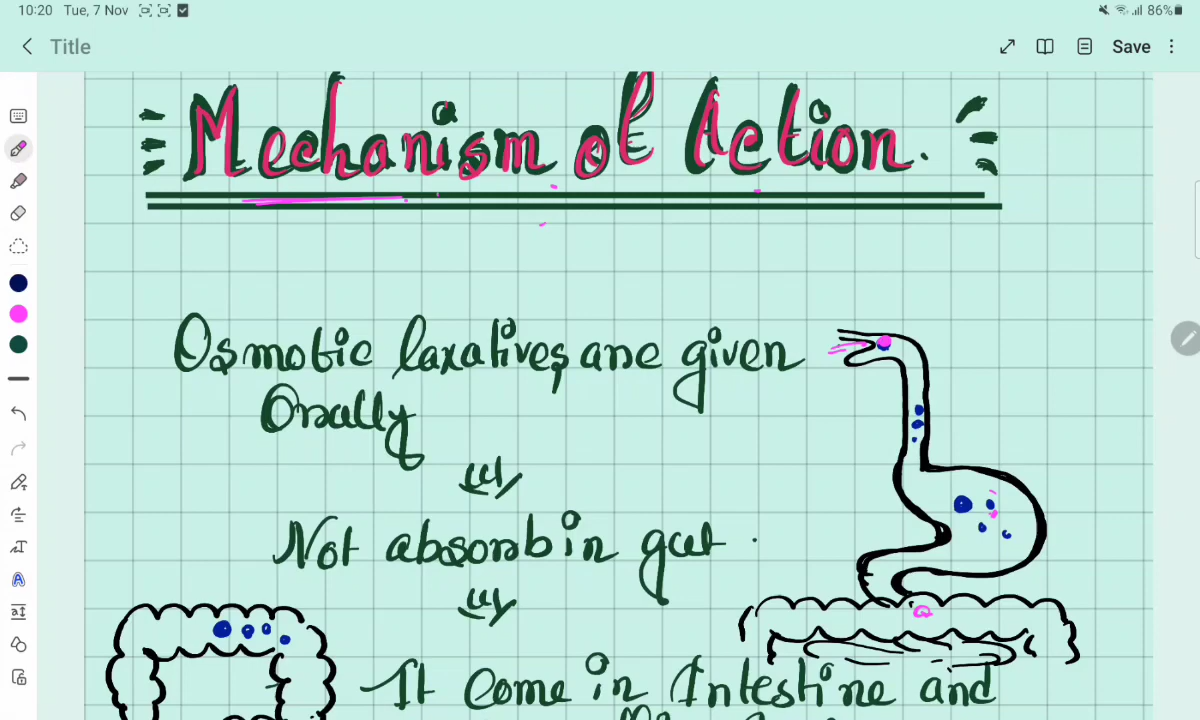 10:20 Tue, 7 Nov 86%
Title Save
Mechanism of Action.
Osmotic laxatives are given
Orally
Not absorb in gut.
It Come in Intestine and